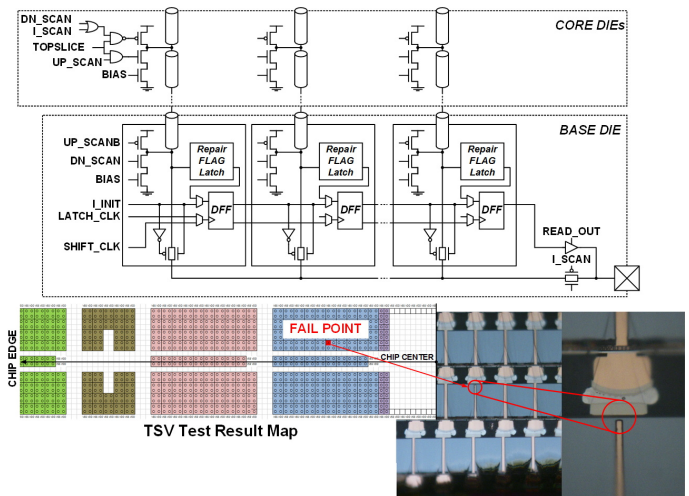 DN_SCAN
I_SCAN
TOPSLICE
UP_SCAN
BIAS
CORE DIEs
BASE DIE
UP_SCANB
DN_SCAN
BIAS
I_INIT
LATCH_CLK
SHIFT_CLK
Repair
FLAG
Latch
DFF
Repair
FLAG
Latch
DFF
Repair
FLAG
Latch
DFF
READ_OUT
I_SCAN
CHIP EDGE
FAIL POINT
CHIP CENTER
TSV Test Result Map